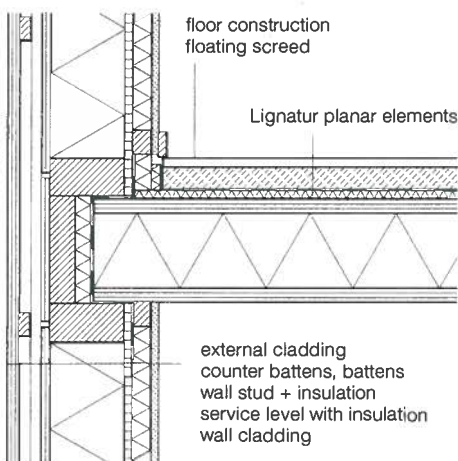 floor construction
floating screed
Lignatur planar elements
external cladding
counter battens, battens
wall stud + insulation
service level with insulation
wall cladding